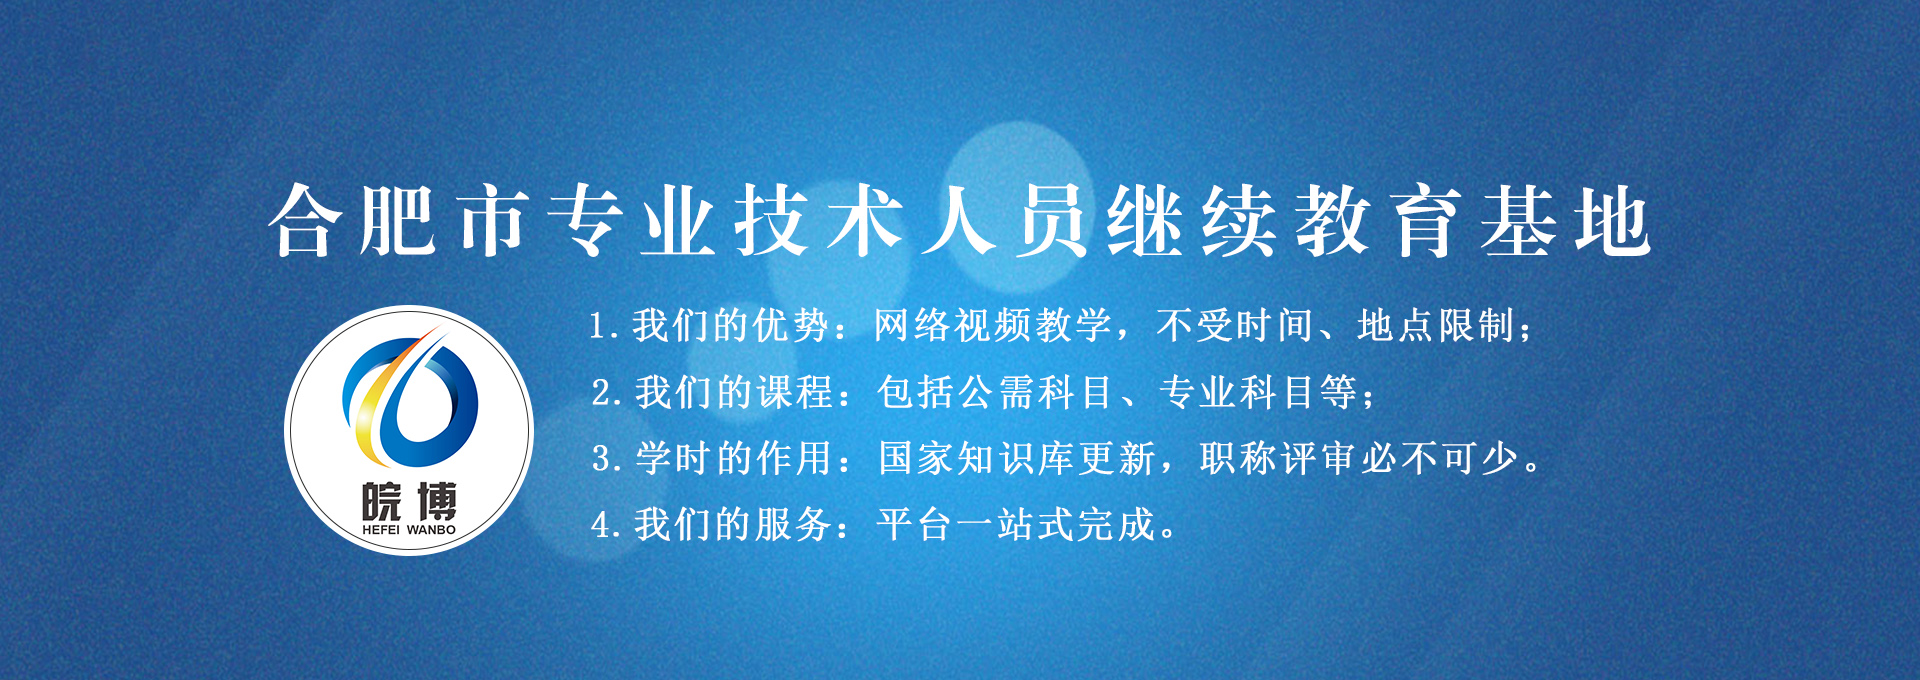 合肥市专业技术人员继续教育基地
1. 我们的优势：网络视频教学，不受时间、地点限制；
2. 我们的课程：包括公需科目、专业科目等；
3. 学时的作用：国家知识库更新，职称评审必不可少。
4. 我们的服务：平台一站式完成。
皖博
HEFEI WANBO